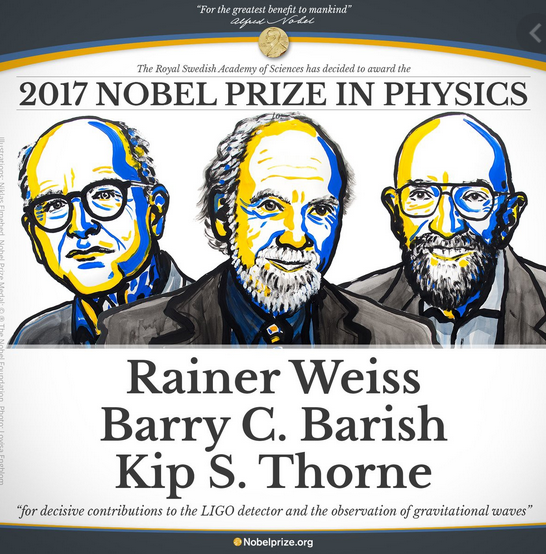 “For the greatest benefit to mankind”
Alfred Nobel
The Royal Swedish Academy of Sciences has decided to award the
2017 NOBEL PRIZE IN PHYSICS
to
Rainer Weiss
Barry C. Barish
Kip S. Thorne
“for decisive contributions to the LIGO detector and the observation of gravitational waves”
Nobelprize.org
Illustrations: Niklas Elmehed. Nobel Prize Medal: © ® The Nobel Foundation. Photo: Lovisa Engblom.